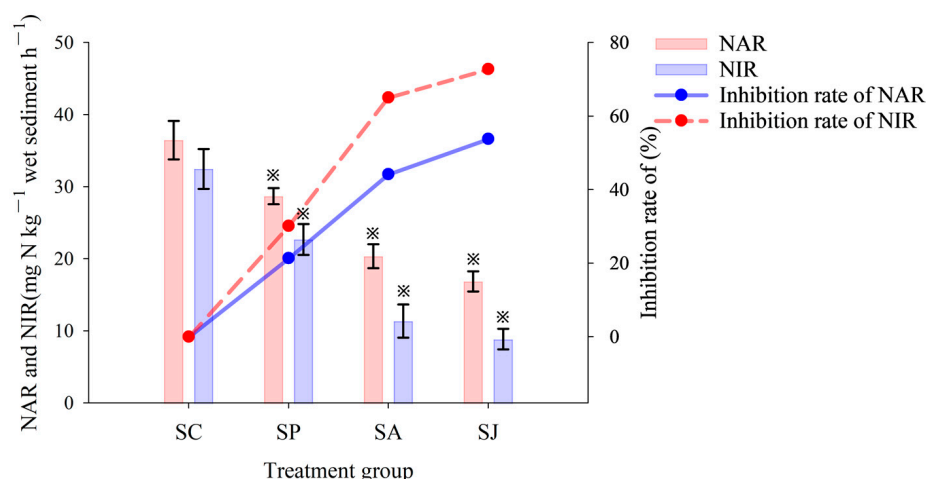 NAR and NIR(mg N kg⁻¹ wet sediment h⁻¹)
50
40
30
20
10
0
※
※
※
※
※
※
SC
SP
SA
SJ
Treatment group
80
60
40
20
0
Inhibition rate of (%)
NAR
NIR
Inhibition rate of NAR
Inhibition rate of NIR